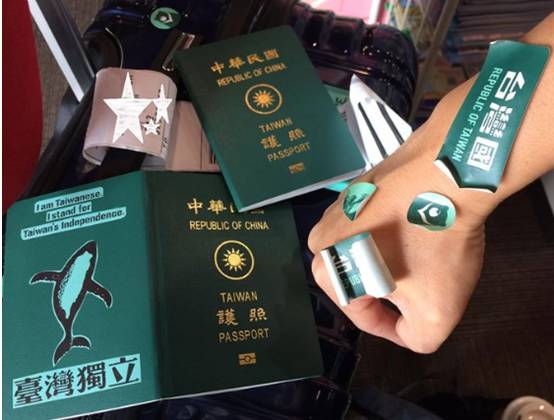 中華民國
REPUBLIC OF CHINA
TAIWAN
護照
PASSPORT
台灣國
REPUBLIC OF TAIWAN
I am Taiwanese.
I stand for
Taiwan's Independence.
臺灣獨立
中華民國
REPUBLIC OF CHINA
TAIWAN
護照
PASSPORT